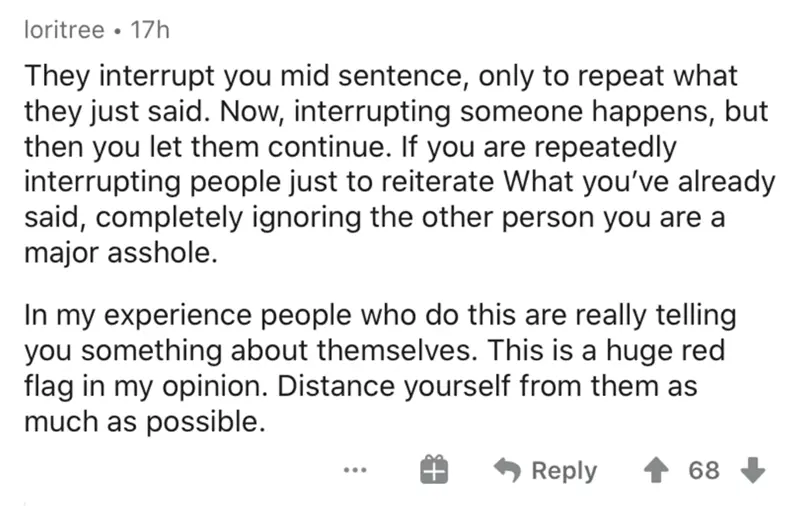 loritree • 17h
They interrupt you mid sentence, only to repeat what
they just said. Now, interrupting someone happens, but
then you let them continue. If you are repeatedly
interrupting people just to reiterate What you’ve already
said, completely ignoring the other person you are a
major asshole.
In my experience people who do this are really telling
you something about themselves. This is a huge red
flag in my opinion. Distance yourself from them as
much as possible.
... Reply 68